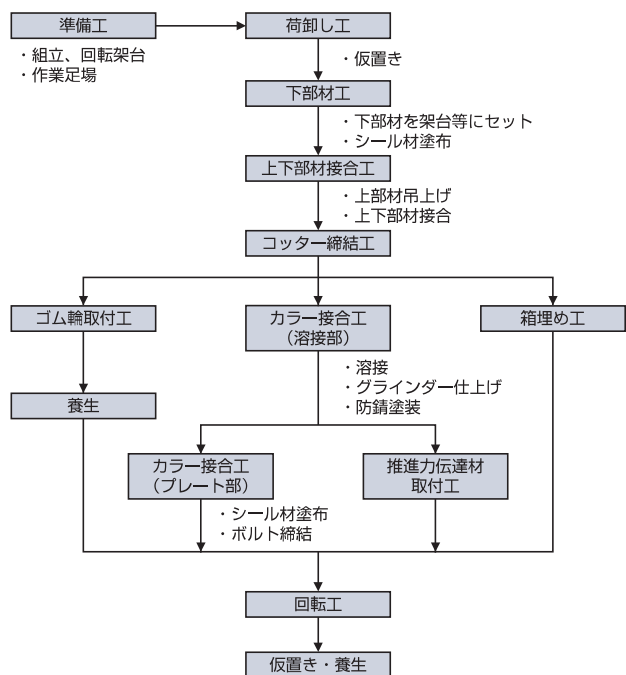 準備工
荷卸し工
・組立、回転架台
・作業足場
・仮置き
下部材工
・下部材を架台等にセット
・シール材塗布
上下部材接合工
・上部材吊上げ
・上下部材接合
コッター締結工
ゴム輪取付工
カラー接合工
（溶接部）
箱埋め工
・溶接
・グラインダー仕上げ
・防錆塗装
養生
カラー接合工
（プレート部）
推進力伝達材
取付工
・シール材塗布
・ボルト締結
回転工
仮置き・養生